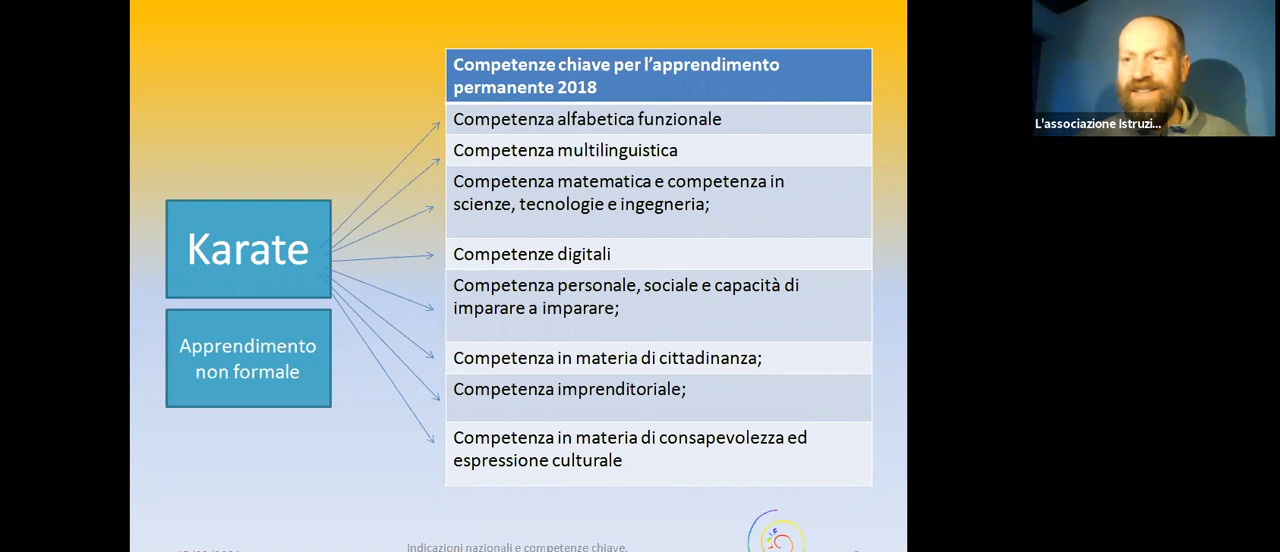 Competenze chiave per l'apprendimento
permanente 2018
Competenza alfabetica funzionale
Competenza multilinguistica
Competenza matematica e competenza in
scienze, tecnologie e ingegneria;
Competenze digitali
Competenza personale, sociale e capacità di
imparare a imparare;
Competenza in materia di cittadinanza;
Competenza imprenditoriale;
Competenza in materia di consapevolezza ed
espressione culturale
Karate
Apprendimento
non formale
Indicazioni nazionali e competenze chiave.
L'associazione Istruzi...